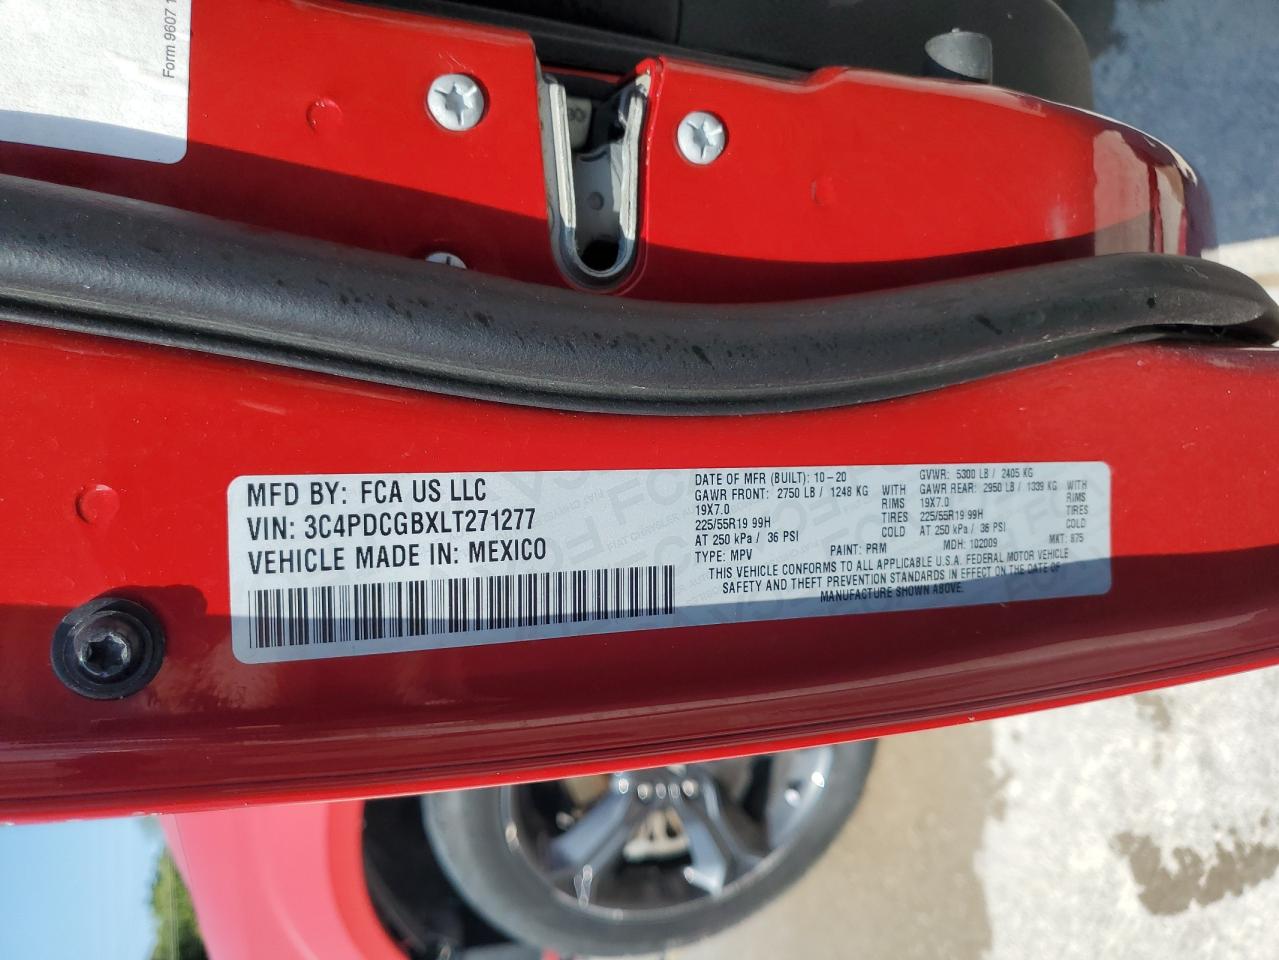 Form 9607
MFD BY: FCA US LLC
VIN: 3C4PDCGBXLT271277
VEHICLE MADE IN: MEXICO
DATE OF MFR (BUILT): 10-20 GVWR: 5300 LB / 2405 KG
GAWR FRONT: 2750 LB / 1248 KG WITH GAWR REAR: 2950 LB / 1339 KG WITH
19X7.0 RIMS 19X7.0 RIMS
225/55R19 99H 225/55R19 99H
AT 250 kPa / 36 PSI COLD AT 250 kPa / 36 PSI COLD
TYPE: MPV PAINT: PRM MDH: 102009 MKT: 875
THIS VEHICLE CONFORMS TO ALL APPLICABLE U.S.A. FEDERAL MOTOR VEHICLE
SAFETY AND THEFT PREVENTION STANDARDS IN EFFECT ON THE DATE OF
MANUFACTURE SHOWN ABOVE.